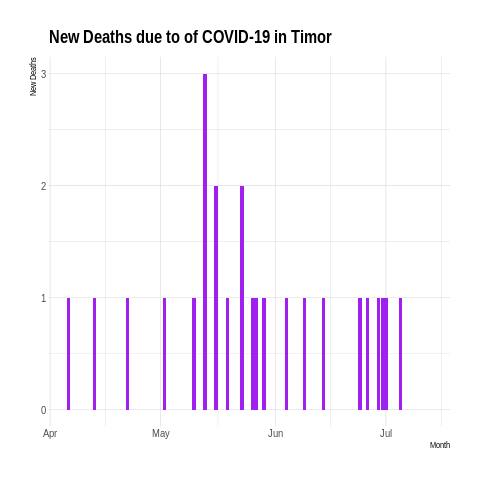 New Deaths due to of COVID-19 in Timor
New Deaths
3
2
1
0
Apr May Jun Jul
Month